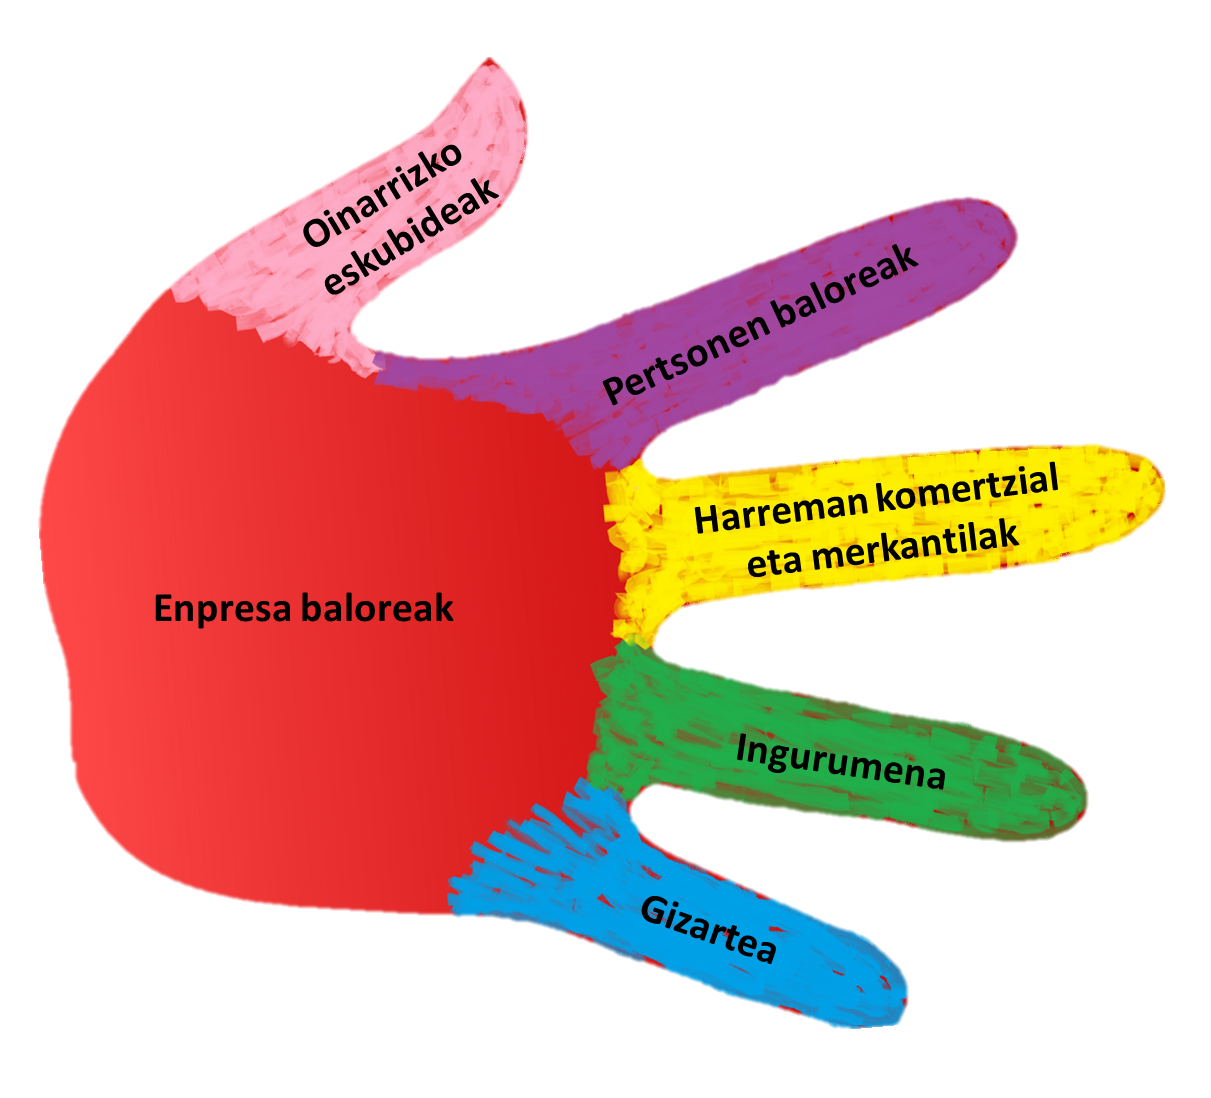 Oinarrizko
eskubideak
Pertsonen baloreak
Harreman komertzial
eta merkantilak
Enpresa baloreak
Ingurumena
Gizartea